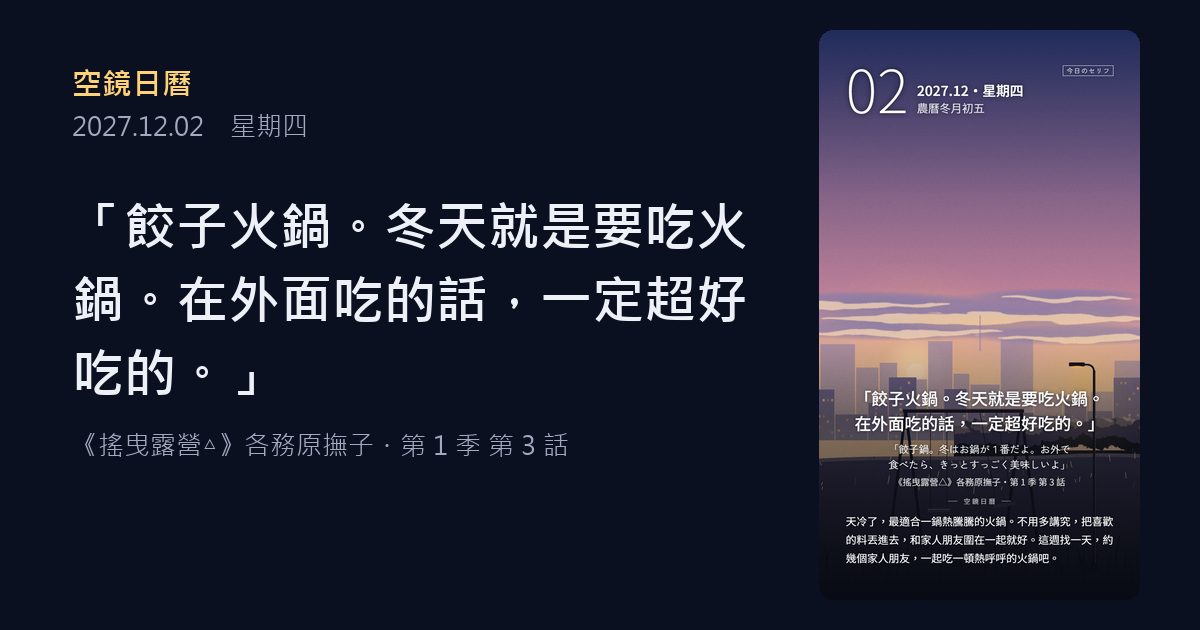 空鏡日曆
2027.12.02 星期四
「餃子火鍋。冬天就是要吃火
鍋。在外面吃的話，一定超好
吃的。」
《搖曳露營△》各務原撫子・第 1 季 第 3 話
今日のセリフ
02
2027.12・星期四
農曆冬月初五
「餃子火鍋。冬天就是要吃火鍋。
在外面吃的話，一定超好吃的。」
「餃子鍋。冬はお鍋が１番だよ。お外で
食べたら、きっとすっごく美味しいよ」
《搖曳露營△》各務原撫子・第 1 季 第 3 話
空鏡日曆
天冷了，最適合一鍋熱騰騰的火鍋。不用多講究，把喜歡
的料丟進去，和家人朋友圍在一起就好。這週找一天，約
幾個家人朋友，一起吃一頓熱呼呼的火鍋吧。